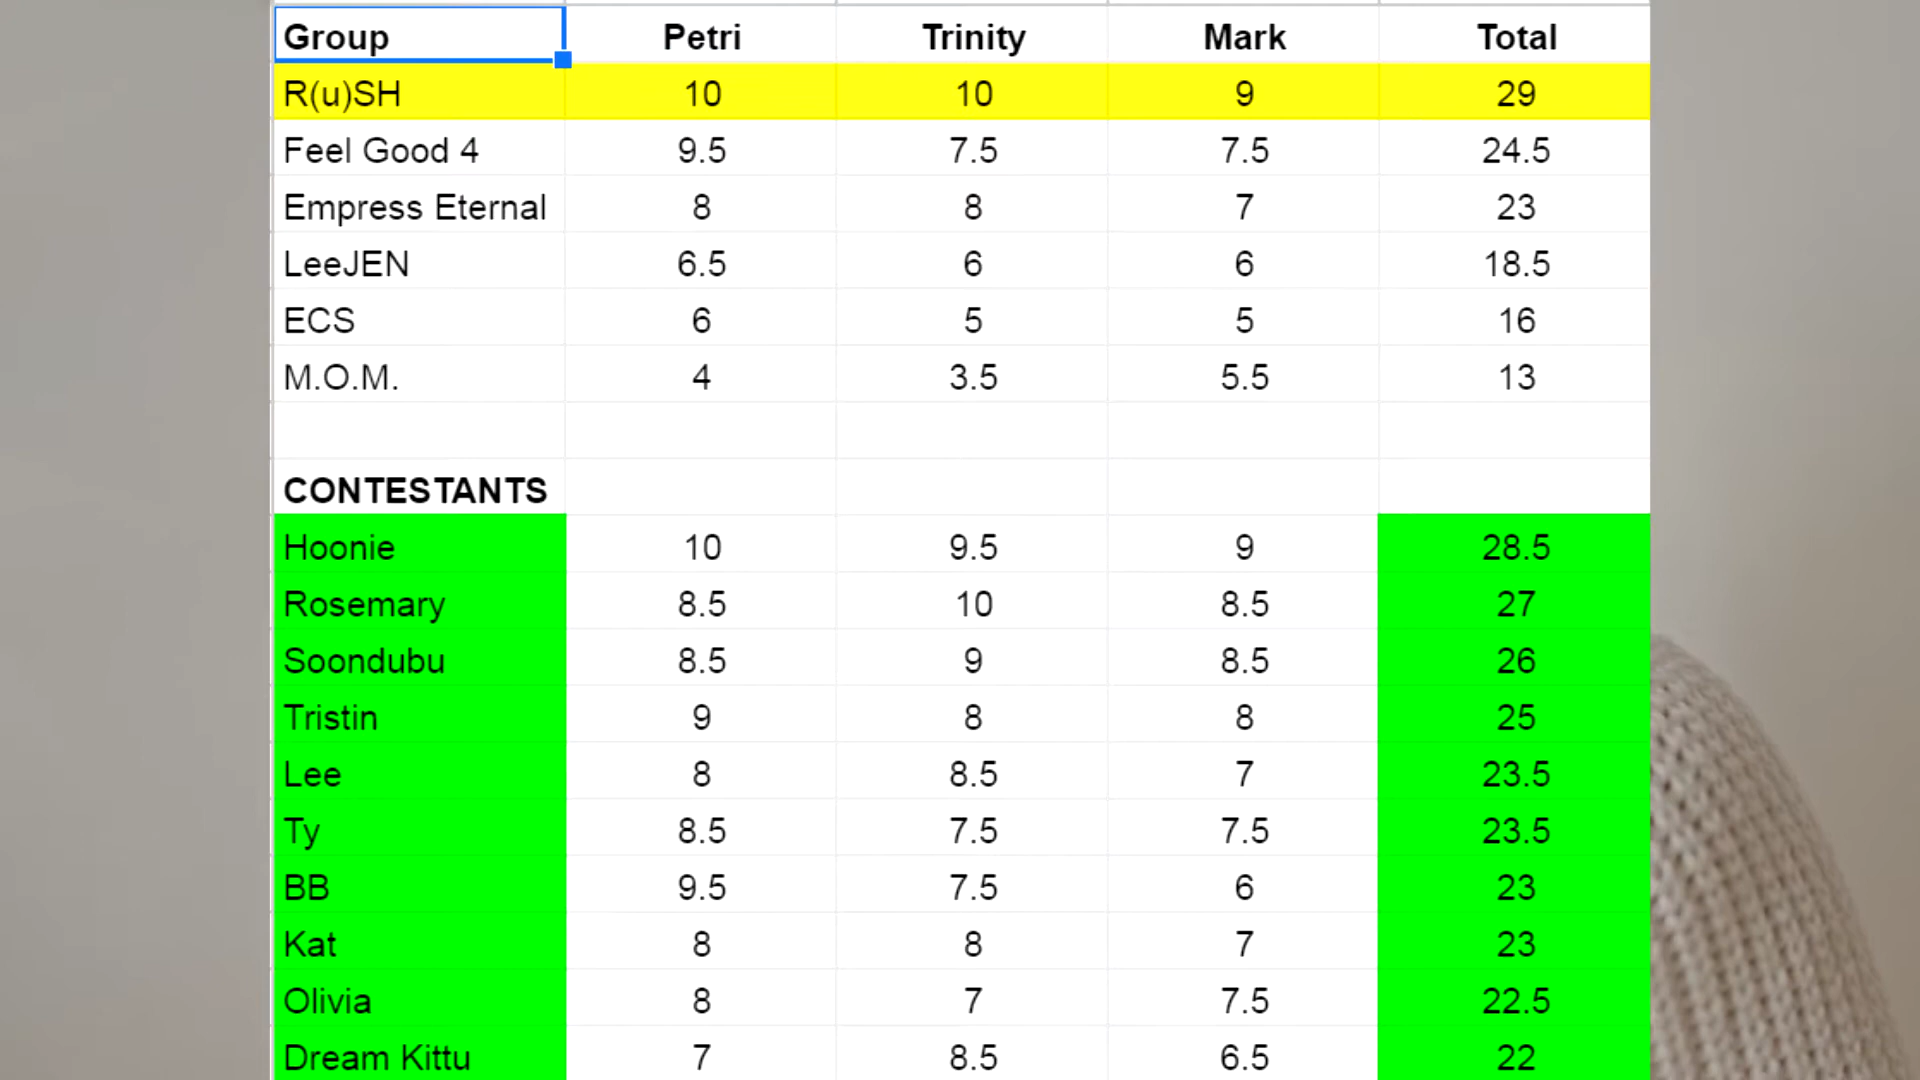 Group Petri Trinity Mark Total
R(u)SH 10 10 9 29
Feel Good 4 9.5 7.5 7.5 24.5
Empress Eternal 8 8 7 23
LeeJEN 6.5 6 6 18.5
ECS 6 5 5 16
M.O.M. 4 3.5 5.5 13
CONTESTANTS
Hoonie 10 9.5 9 28.5
Rosemary 8.5 10 8.5 27
Soondubu 8.5 9 8.5 26
Tristin 9 8 8 25
Lee 8 8.5 7 23.5
Ty 8.5 7.5 7.5 23.5
BB 9.5 7.5 6 23
Kat 8 8 7 23
Olivia 8 7 7.5 22.5
Dream Kittu 7 8.5 6.5 22